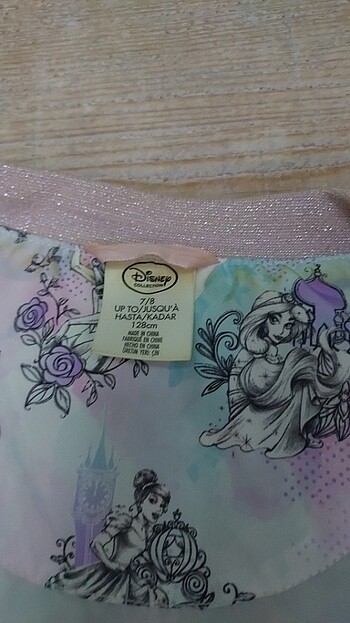 Disney
COLLECTION
7/8
UP TO/JUSQU'À
HASTA/KADAR
128cm
MADE IN CHINA
FABRIQUÉ EN CHINE
HECHO EN CHINA
ÜRETİM YERİ: ÇİN